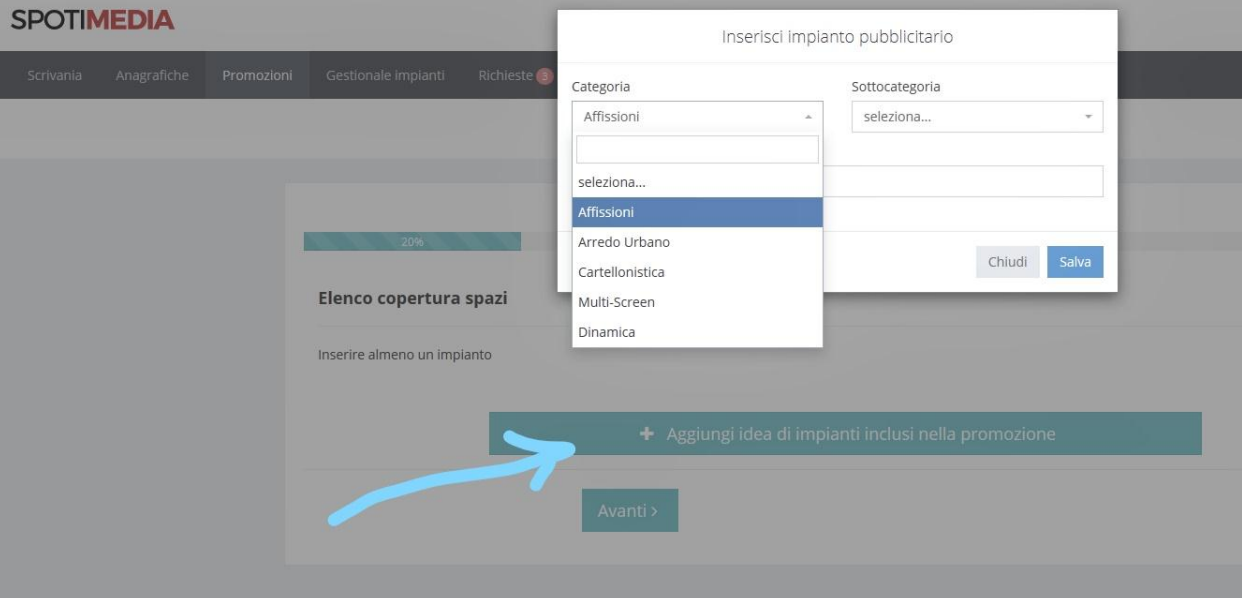 SPOTIMEDIA
Inserisci impianto pubblicitario
Scrivania Anagrafiche Promozioni Gestionale impianti Richieste 3
Categoria Sottocategoria
Affissioni seleziona...
seleziona...
Affissioni
20% Arredo Urbano
Cartellonistica Chiudi Salva
Elenco copertura spazi Multi-Screen
Dinamica
Inserire almeno un impianto
+ Aggiungi idea di impianti inclusi nella promozione
Avanti >